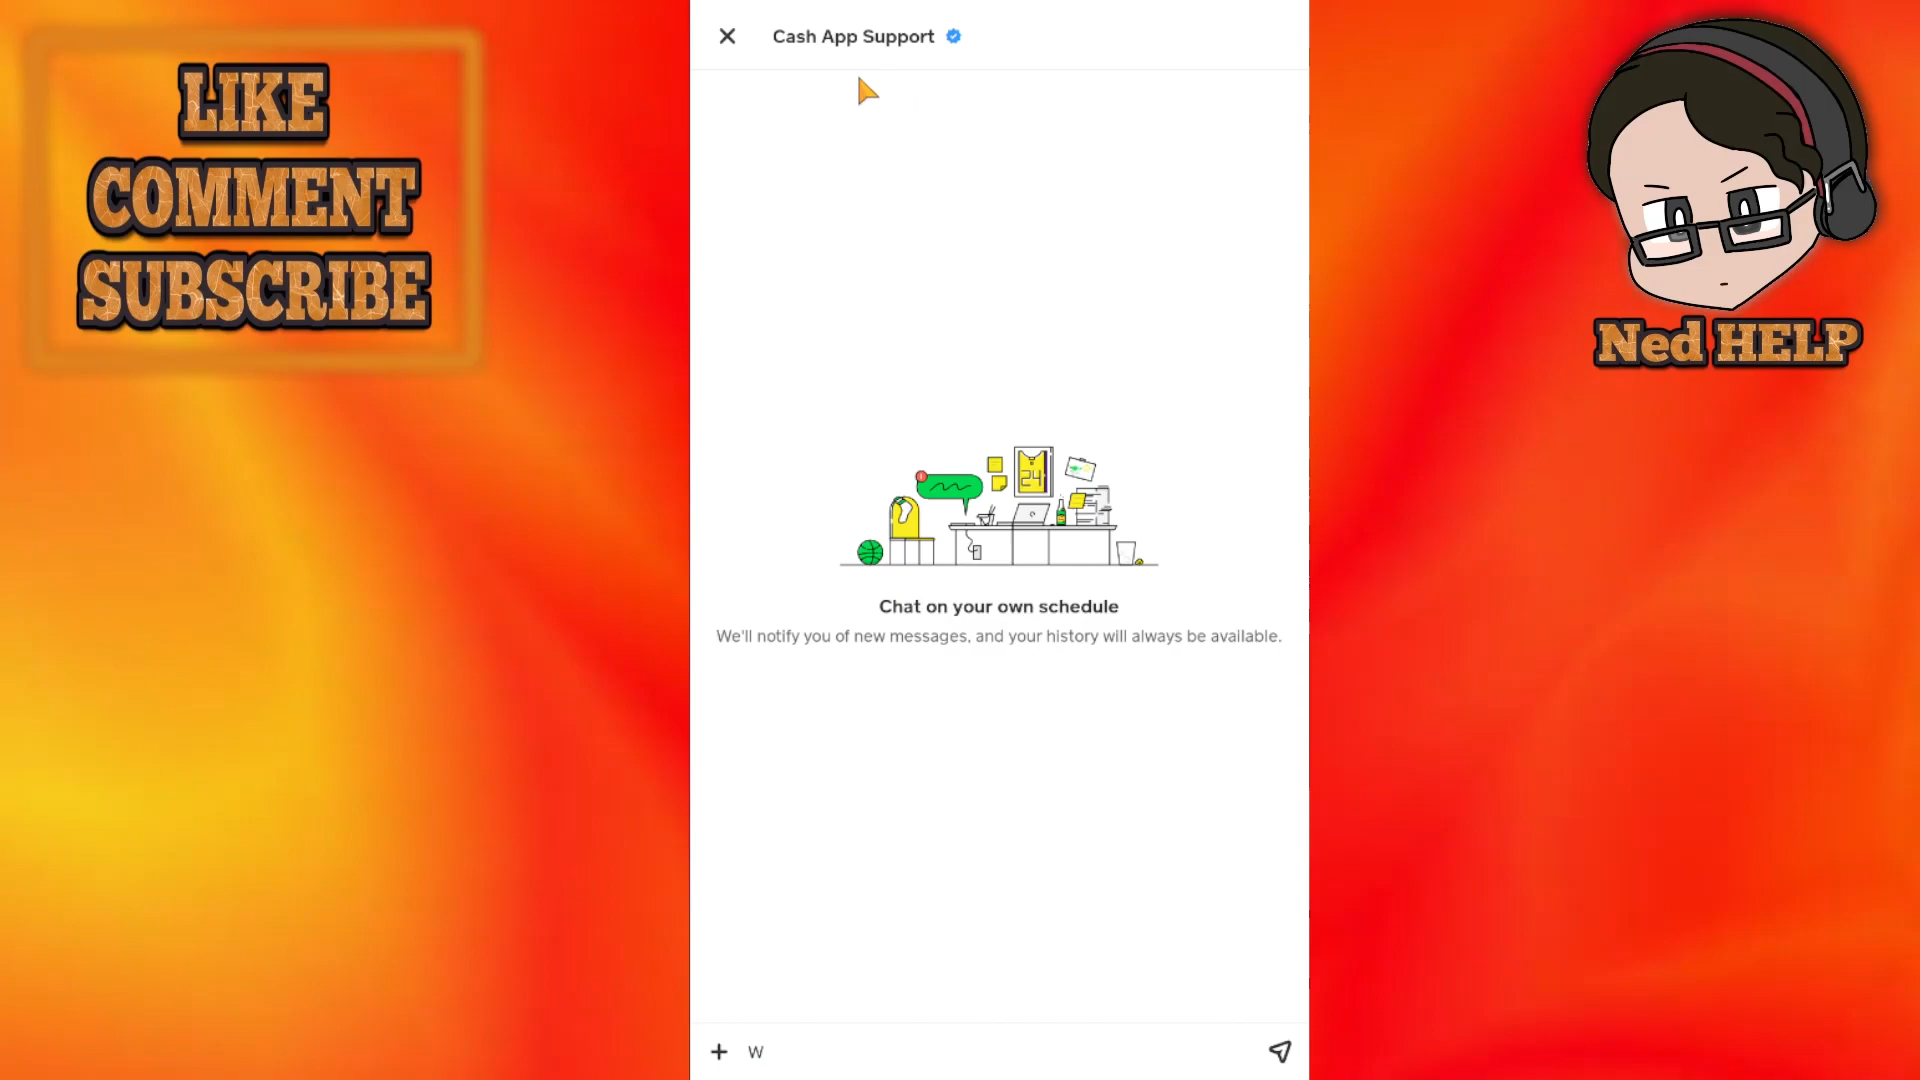 LIKE
COMMENT
SUBSCRIBE
Cash App Support
24
Chat on your own schedule
We'll notify you of new messages, and your history will always be available.
W
Ned HELP